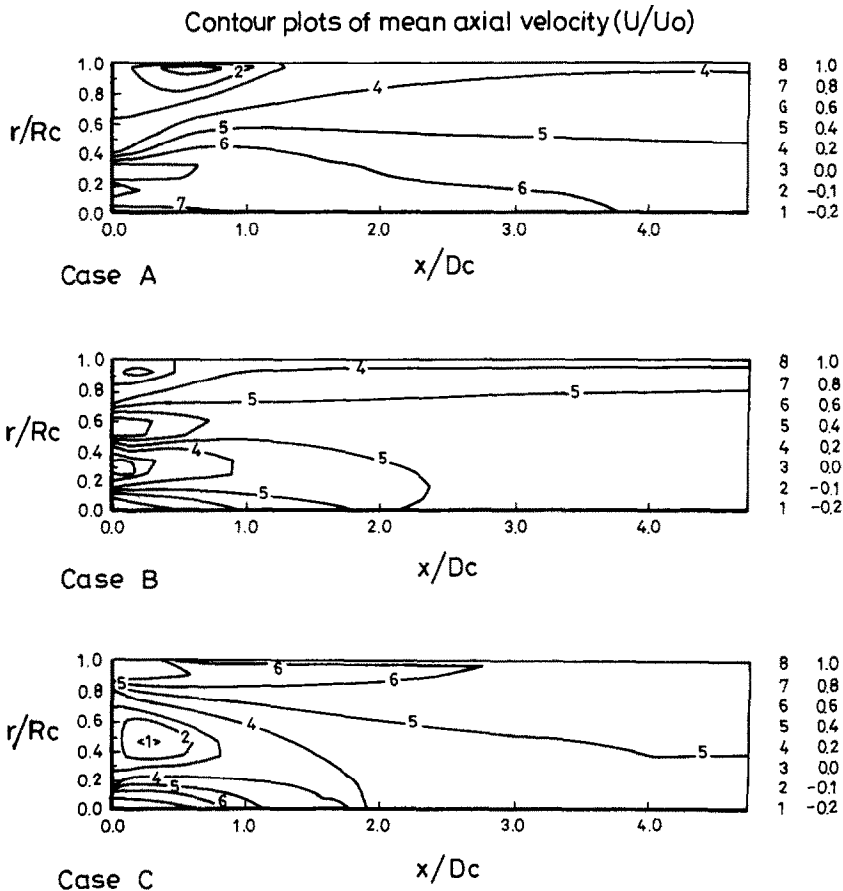 Contour plots of mean axial velocity (U/Uo)
1.0 2 4 4 8 1.0
0.8 7 0.8
r/Rc 0.6 5 5 6 0.6
5 0.4
0.4 6 4 0.2
3 0.0
0.2 6 2 -0.1
0.0 7 1 -0.2
0.0 1.0 2.0 3.0 4.0
Case A x/Dc
1.0 4 8 1.0
0.8 5 5 7 0.8
r/Rc 0.6 6 0.6
5 0.4
0.4 4 5 4 0.2
3 0.0
0.2 5 2 -0.1
0.0 1 -0.2
0.0 1.0 2.0 3.0 4.0
Case B x/Dc
1.0 6 8 1.0
5 6 7 0.8
0.8
r/Rc 0.6 4 5 6 0.6
2 <1> 5 0.4
0.4 5 4 0.2
3 0.0
0.2 4 5 2 -0.1
0.0 6 1 -0.2
0.0 1.0 2.0 3.0 4.0
Case C x/Dc